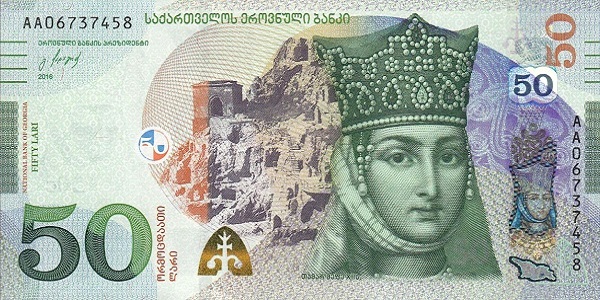 AA06737458
საქართველოს ეროვნული ბანკი
ეროვნული ბანკის პრეზიდენტი
2016
50
50
AA06737458
NATIONAL BANK OF GEORGIA
FIFTY LARI
50
ორმოცდაათი
ლარი